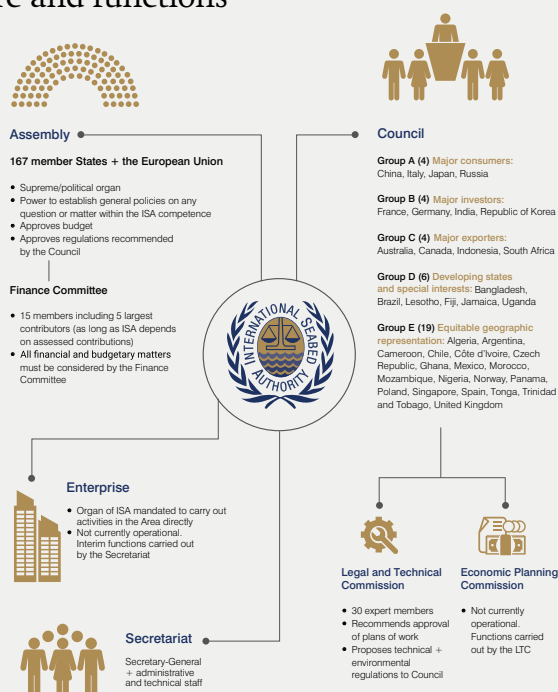 re and functions
Assembly
167 member States + the European Union
• Supreme/political organ
• Power to establish general policies on any
question or matter within the ISA competence
• Approves budget
• Approves regulations recommended
by the Council
Finance Committee
• 15 members including 5 largest
contributors (as long as ISA depends
on assessed contributions)
• All financial and budgetary matters
must be considered by the Finance
Committee
Council
Group A (4) Major consumers:
China, Italy, Japan, Russia
Group B (4) Major investors:
France, Germany, India, Republic of Korea
Group C (4) Major exporters:
Australia, Canada, Indonesia, South Africa
Group D (6) Developing states
and special interests: Bangladesh,
Brazil, Lesotho, Fiji, Jamaica, Uganda
Group E (19) Equitable geographic
representation: Algeria, Argentina,
Cameroon, Chile, Côte d'Ivoire, Czech
Republic, Ghana, Mexico, Morocco,
Mozambique, Nigeria, Norway, Panama,
Poland, Singapore, Spain, Tonga, Trinidad
and Tobago, United Kingdom
INTERNATIONAL SEABED
AUTHORITY
Enterprise
• Organ of ISA mandated to carry out
activities in the Area directly
• Not currently operational.
Interim functions carried out
by the Secretariat
Secretariat
Secretary-General
+ administrative
and technical staff
Legal and Technical
Commission
• 30 expert members
• Recommends approval
of plans of work
• Proposes technical +
environmental
regulations to Council
Economic Planning
Commission
• Not currently
operational.
Functions carried
out by the LTC